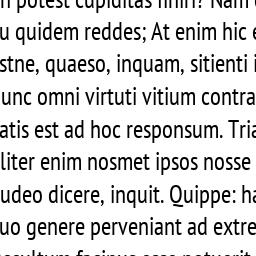 n potest cupiditas finiri? Nam
u quidem reddes; At enim hic e
stne, quaeso, inquam, sitienti i
unc omni virtuti vitium contra
atis est ad hoc responsum. Tria
liter enim nosmet ipsos nosse
udeo dicere, inquit. Quippe: ha
uo genere perveniant ad extre